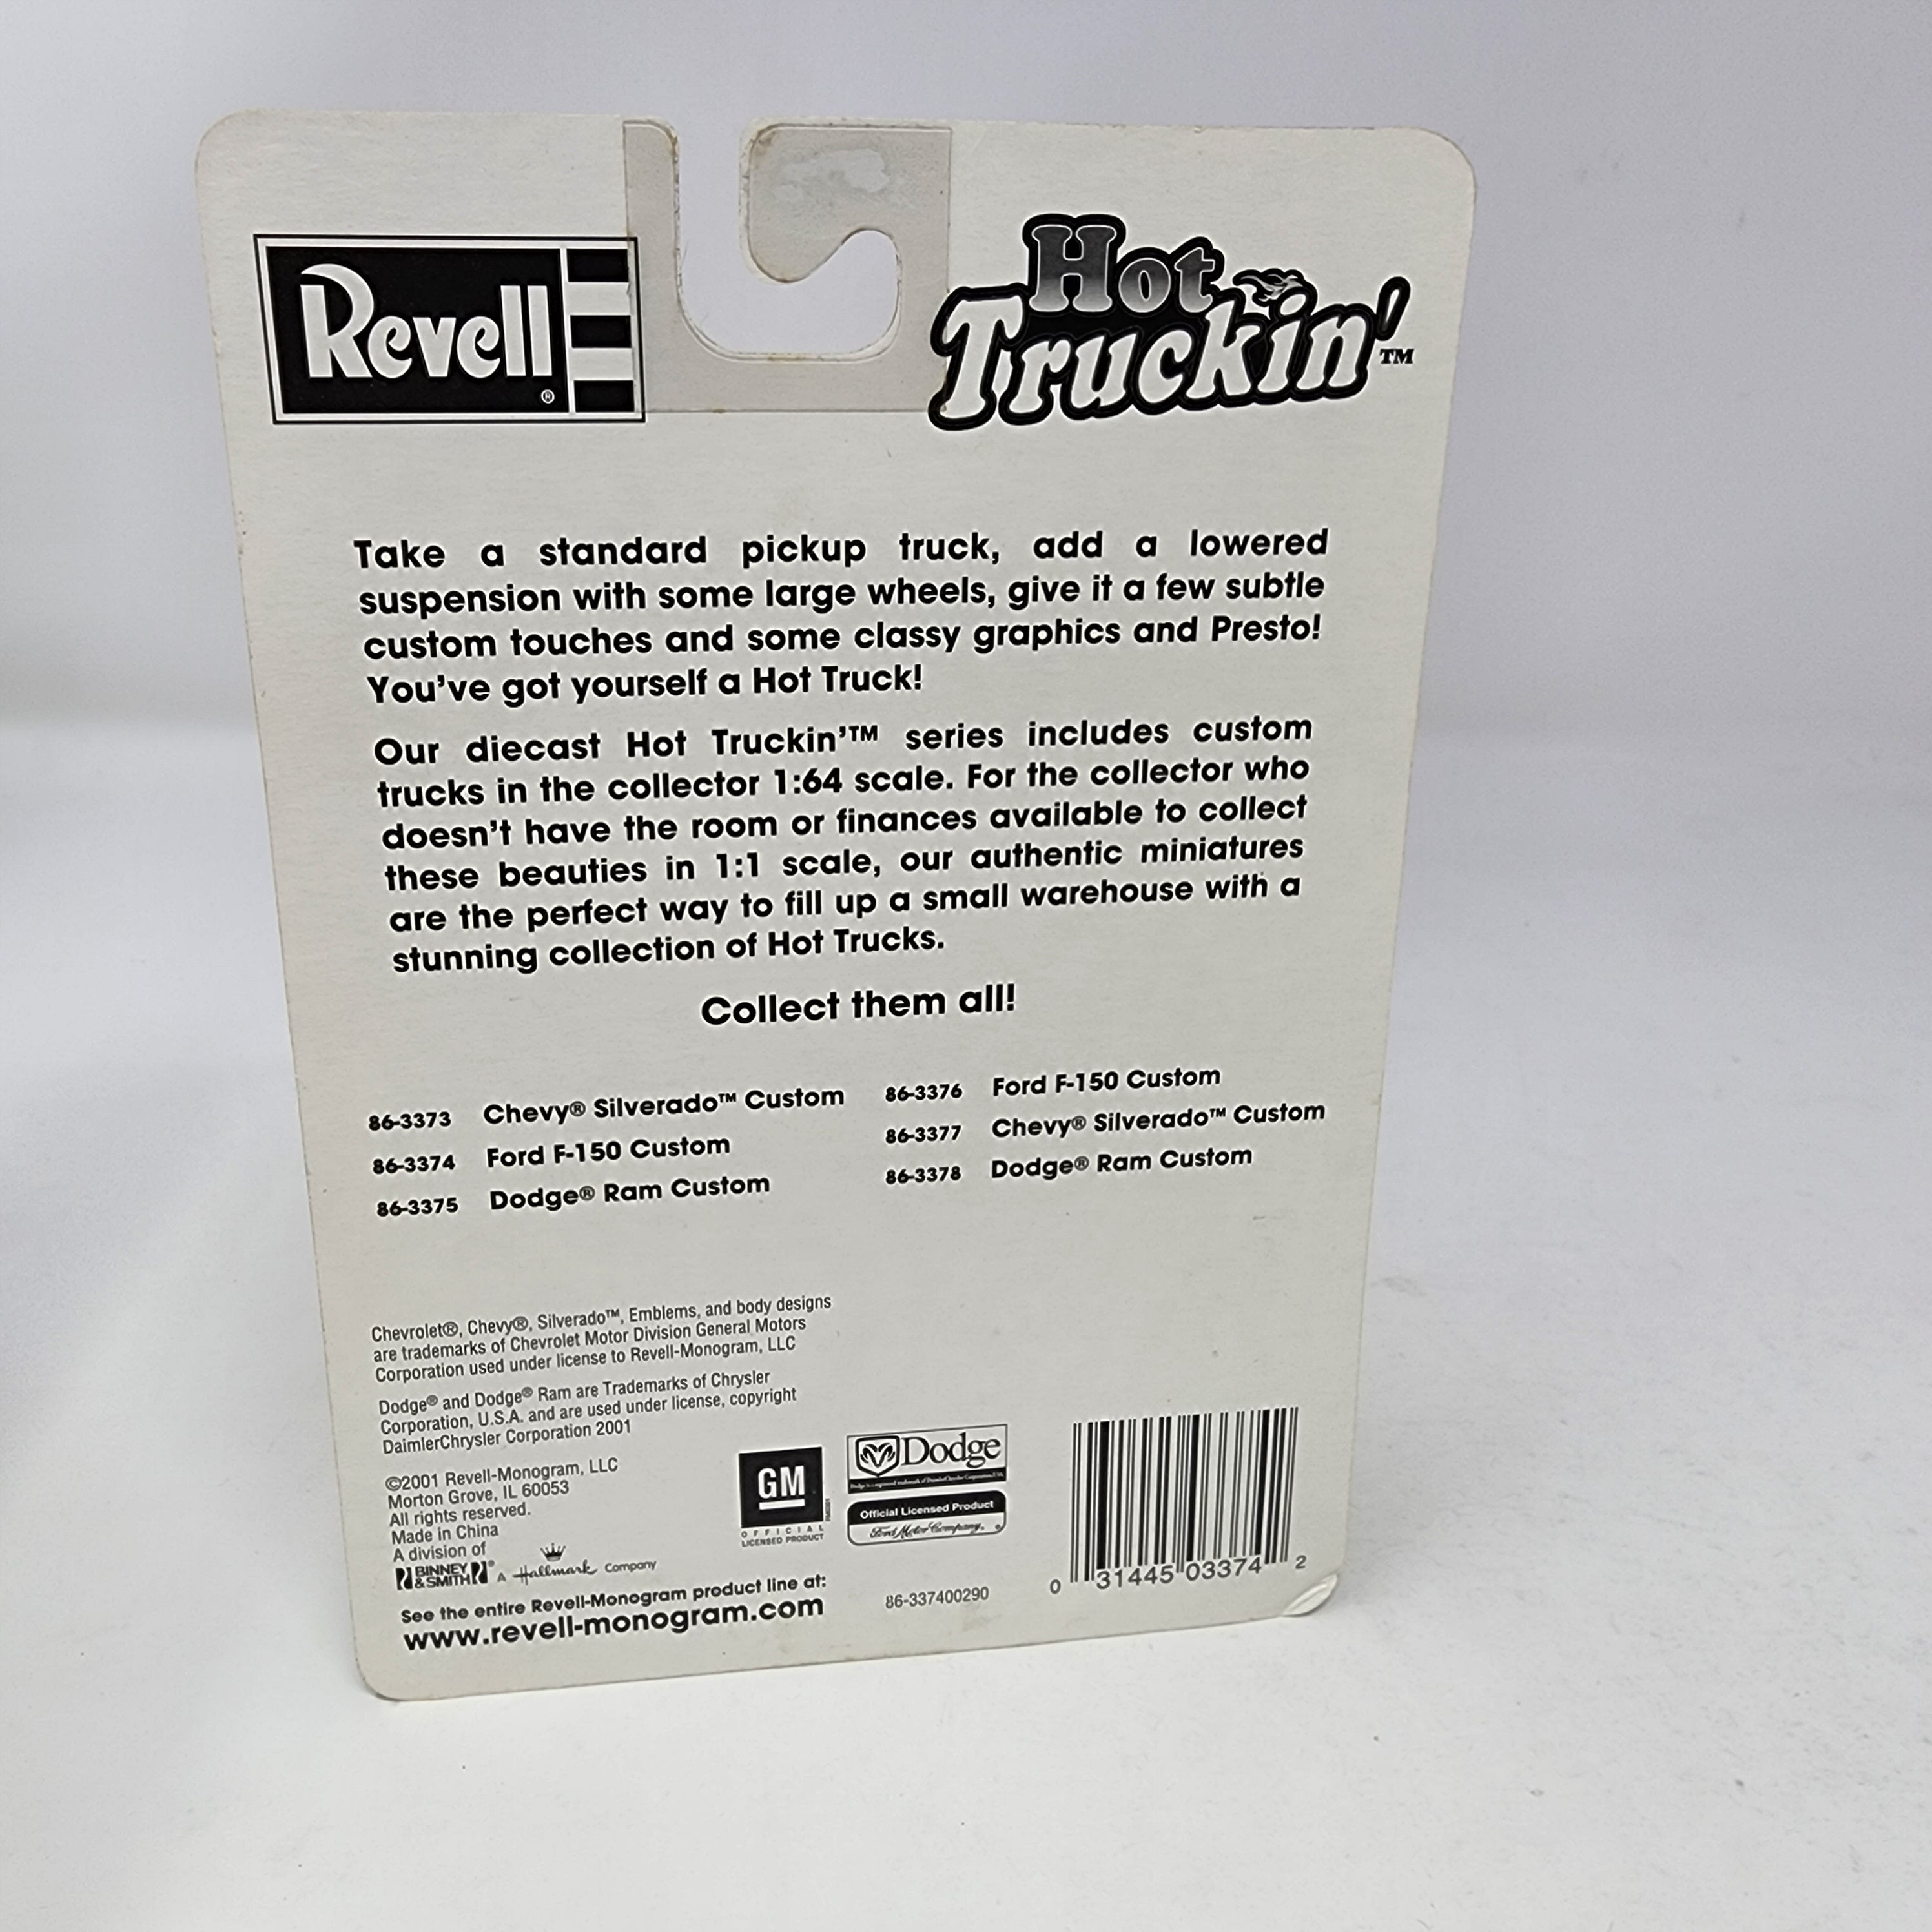 Revell®
Hot
Truckin'™
Take a standard pickup truck, add a lowered
suspension with some large wheels, give it a few subtle
custom touches and some classy graphics and Presto!
You've got yourself a Hot Truck!
Our diecast Hot Truckin'™ series includes custom
trucks in the collector 1:64 scale. For the collector who
doesn't have the room or finances available to collect
these beauties in 1:1 scale, our authentic miniatures
are the perfect way to fill up a small warehouse with a
stunning collection of Hot Trucks.
Collect them all!
86-3373 Chevy® Silverado™ Custom
86-3374 Ford F-150 Custom
86-3375 Dodge® Ram Custom
86-3376 Ford F-150 Custom
86-3377 Chevy® Silverado™ Custom
86-3378 Dodge® Ram Custom
Chevrolet®, Chevy®, Silverado™, Emblems, and body designs
are trademarks of Chevrolet Motor Division General Motors
Corporation used under license to Revell-Monogram, LLC
Dodge® and Dodge® Ram are Trademarks of Chrysler
Corporation, U.S.A. and are used under license, copyright
DaimlerChrysler Corporation 2001
©2001 Revell-Monogram, LLC
Morton Grove, IL 60053
All rights reserved.
Made in China
A division of
BINNEY & SMITH® A Hallmark Company
See the entire Revell-Monogram product line at:
www.revell-monogram.com
GM
OFFICIAL
LICENSED PRODUCT
Dodge
Official Licensed Product
Ford Motor Company
86-337400290
0 31445 03374 2